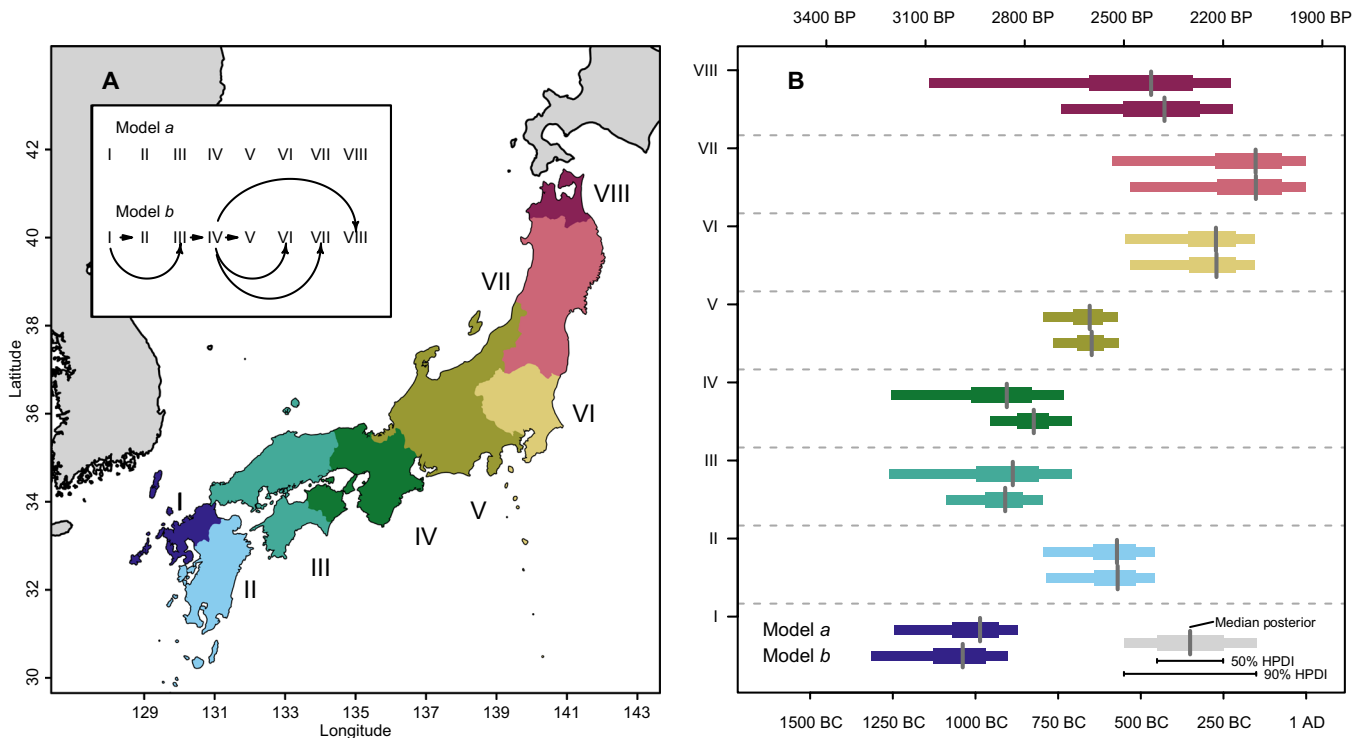 A
Model a
I II III IV V VI VII VIII
Model b
I II III IV V VI VII VIII
VIII
VII
VI
V
IV
III
II
I
Latitude
42
40
38
36
34
32
30
129 131 133 135 137 139 141 143
Longitude
3400 BP 3100 BP 2800 BP 2500 BP 2200 BP 1900 BP
B
VIII
VII
VI
V
IV
III
II
I
Model a
Model b
Median posterior
50% HPDI
90% HPDI
1500 BC 1250 BC 1000 BC 750 BC 500 BC 250 BC 1 AD